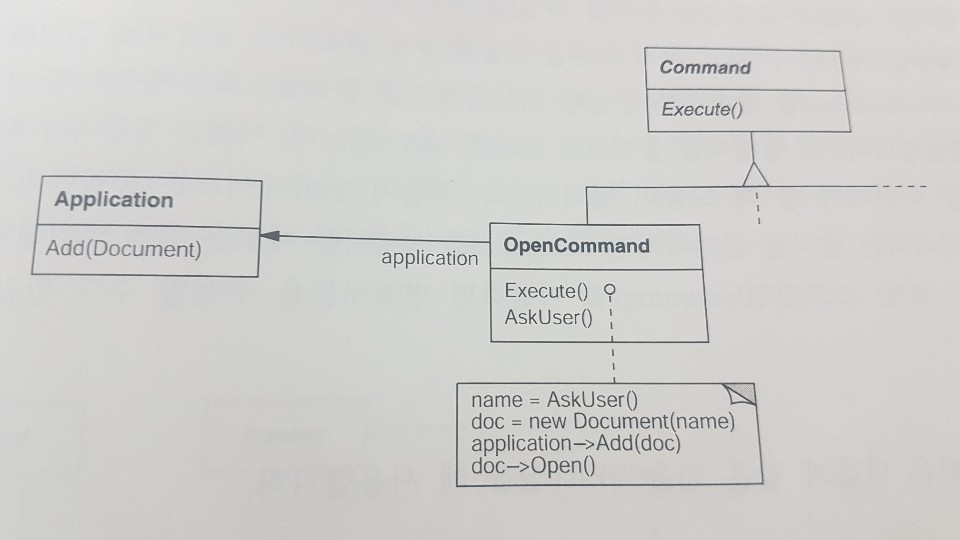 Command
Execute()
Application
Add(Document)
application
OpenCommand
Execute()
AskUser()
name = AskUser()
doc = new Document(name)
application–>Add(doc)
doc–>Open()